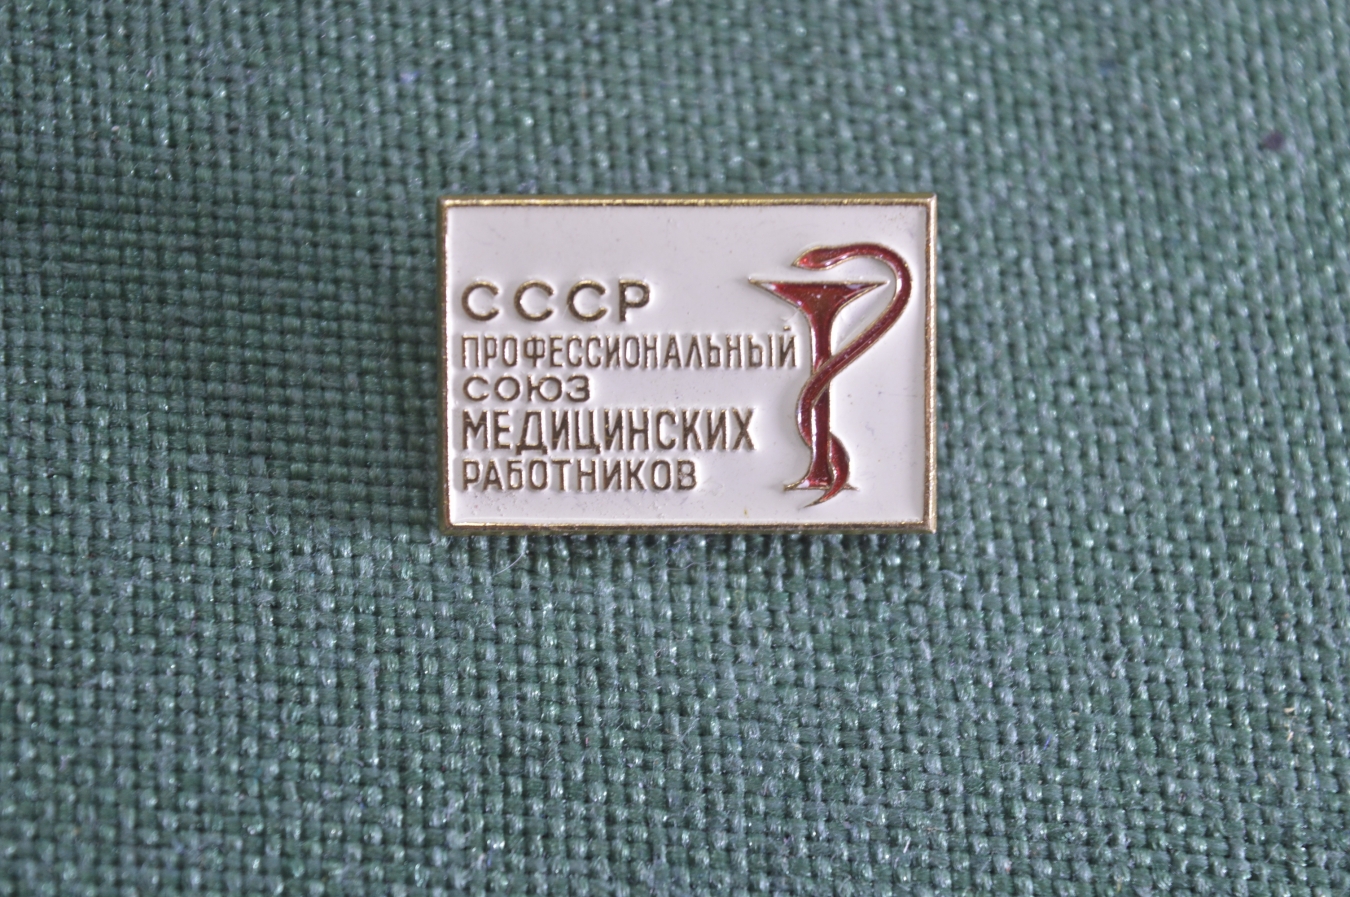 СССР
ПРОФЕССИОНАЛЬНЫЙ
СОЮЗ
МЕДИЦИНСКИХ
РАБОТНИКОВ